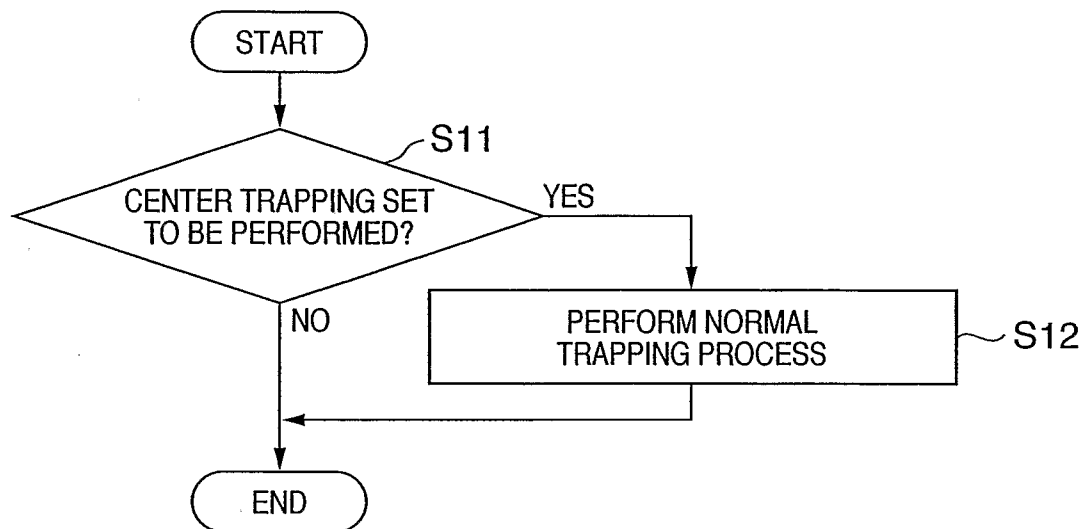 START
S11
CENTER TRAPPING SET
TO BE PERFORMED?
YES
NO
PERFORM NORMAL
TRAPPING PROCESS
S12
END